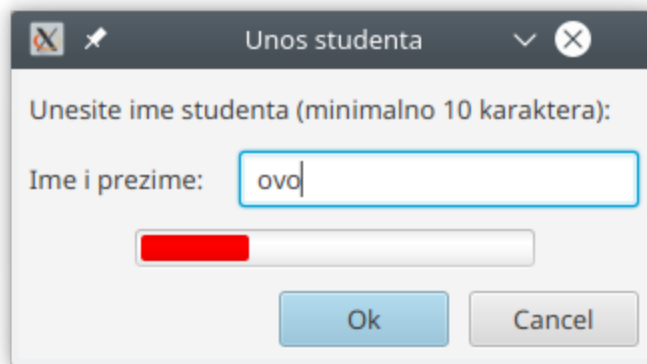 Unos studenta
Unesite ime studenta (minimalno 10 karaktera):
Ime i prezime: ovo
Ok Cancel